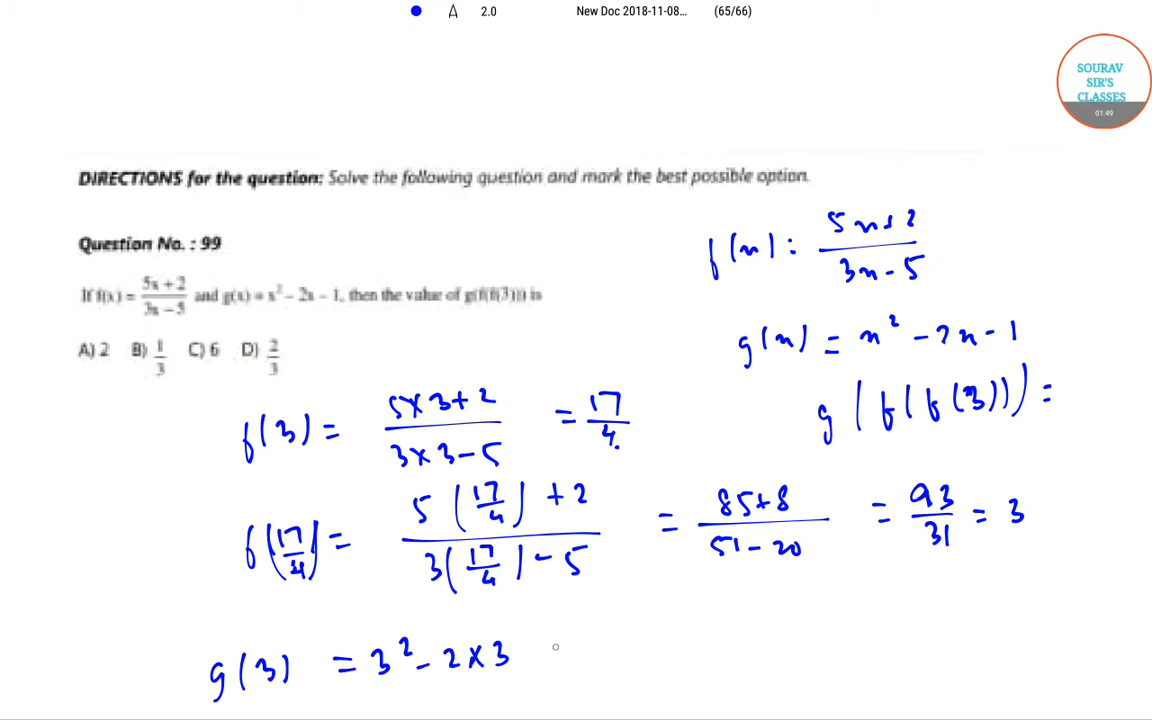 2.0 New Doc 2018-11-08... (65/66)
SOURAV
SIR'S
CLASSES
01:49
DIRECTIONS for the question: Solve the following question and mark the best possible option.
Question No. : 99
If f(x) = (5x + 2)/(3x – 5) and g(x) = x² – 2x – 1, then the value of g(f(f(3))) is
A) 2 B) 1/3 C) 6 D) 2/3
f(x) : (5x+2)/(3x-5)
g(x) = x² - 2x - 1
g(f(f(3))) =
f(3) = (5×3+2)/(3×3-5) = 17/4
f(17/4) = (5(17/4)+2)/(3(17/4)-5) = (85+8)/(51-20) = 93/31 = 3
g(3) = 3² - 2×3